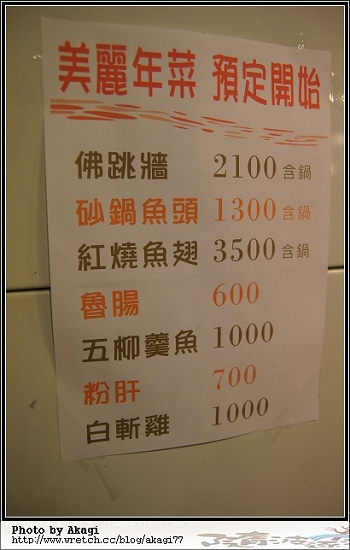 美麗年菜 預定開始
佛跳牆 2100 含鍋
砂鍋魚頭 1300 含鍋
紅燒魚翅 3500 含鍋
魯腸 600
五柳羹魚 1000
粉肝 700
白斬雞 1000
Photo by Akagi
http://www.wretch.cc/blog/akagi77